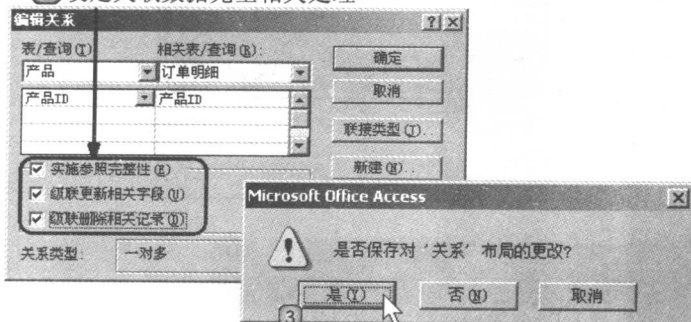 编辑关系
表/查询(T): 相关表/查询(R):
产品 订单明细
产品ID 产品ID
确定
取消
联接类型(J)..
新建(N)..
实施参照完整性(E)
级联更新相关字段(U)
级联删除相关记录(D)
关系类型: 一对多
Microsoft Office Access
是否保存对‘关系’布局的更改?
是(Y) 否(N) 取消
3